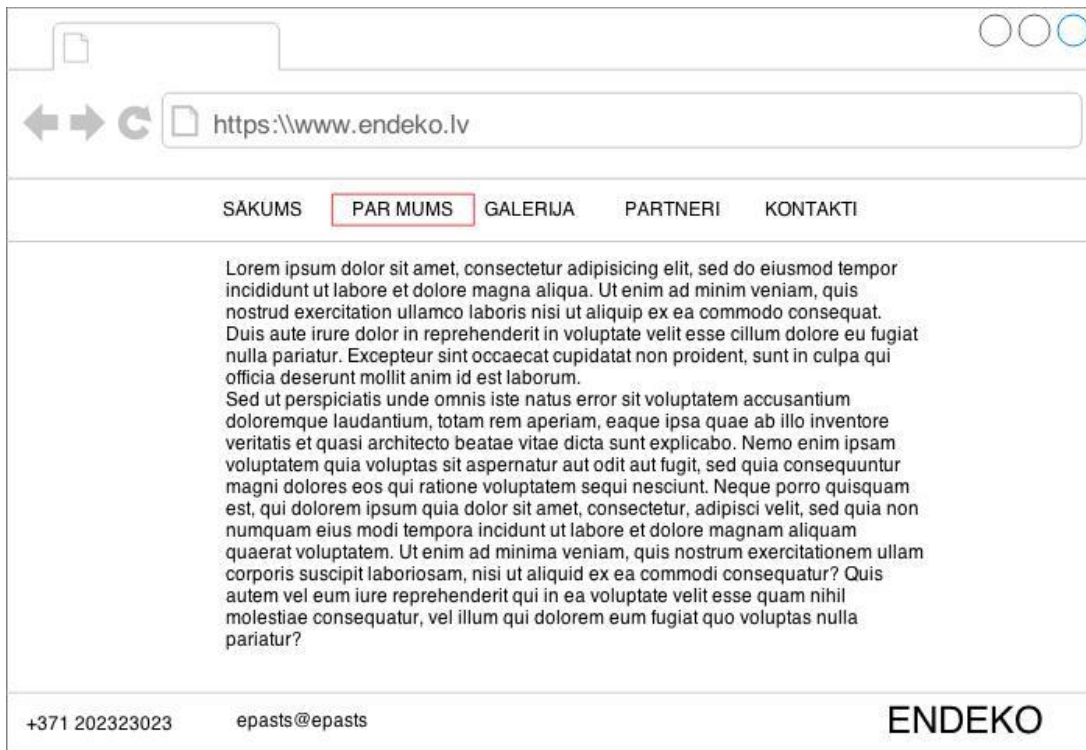 https:\\www.endeko.lv
SĀKUMS PAR MUMS GALERIJA PARTNERI KONTAKTI
Lorem ipsum dolor sit amet, consectetur adipisicing elit, sed do eiusmod tempor
incididunt ut labore et dolore magna aliqua. Ut enim ad minim veniam, quis
nostrud exercitation ullamco laboris nisi ut aliquip ex ea commodo consequat.
Duis aute irure dolor in reprehenderit in voluptate velit esse cillum dolore eu fugiat
nulla pariatur. Excepteur sint occaecat cupidatat non proident, sunt in culpa qui
officia deserunt mollit anim id est laborum.
Sed ut perspiciatis unde omnis iste natus error sit voluptatem accusantium
doloremque laudantium, totam rem aperiam, eaque ipsa quae ab illo inventore
veritatis et quasi architecto beatae vitae dicta sunt explicabo. Nemo enim ipsam
voluptatem quia voluptas sit aspernatur aut odit aut fugit, sed quia consequuntur
magni dolores eos qui ratione voluptatem sequi nesciunt. Neque porro quisquam
est, qui dolorem ipsum quia dolor sit amet, consectetur, adipisci velit, sed quia non
numquam eius modi tempora incidunt ut labore et dolore magnam aliquam
quaerat voluptatem. Ut enim ad minima veniam, quis nostrum exercitationem ullam
corporis suscipit laboriosam, nisi ut aliquid ex ea commodi consequatur? Quis
autem vel eum iure reprehenderit qui in ea voluptate velit esse quam nihil
molestiae consequatur, vel illum qui dolorem eum fugiat quo voluptas nulla
pariatur?
+371 202323023 epasts@epasts ENDEKO